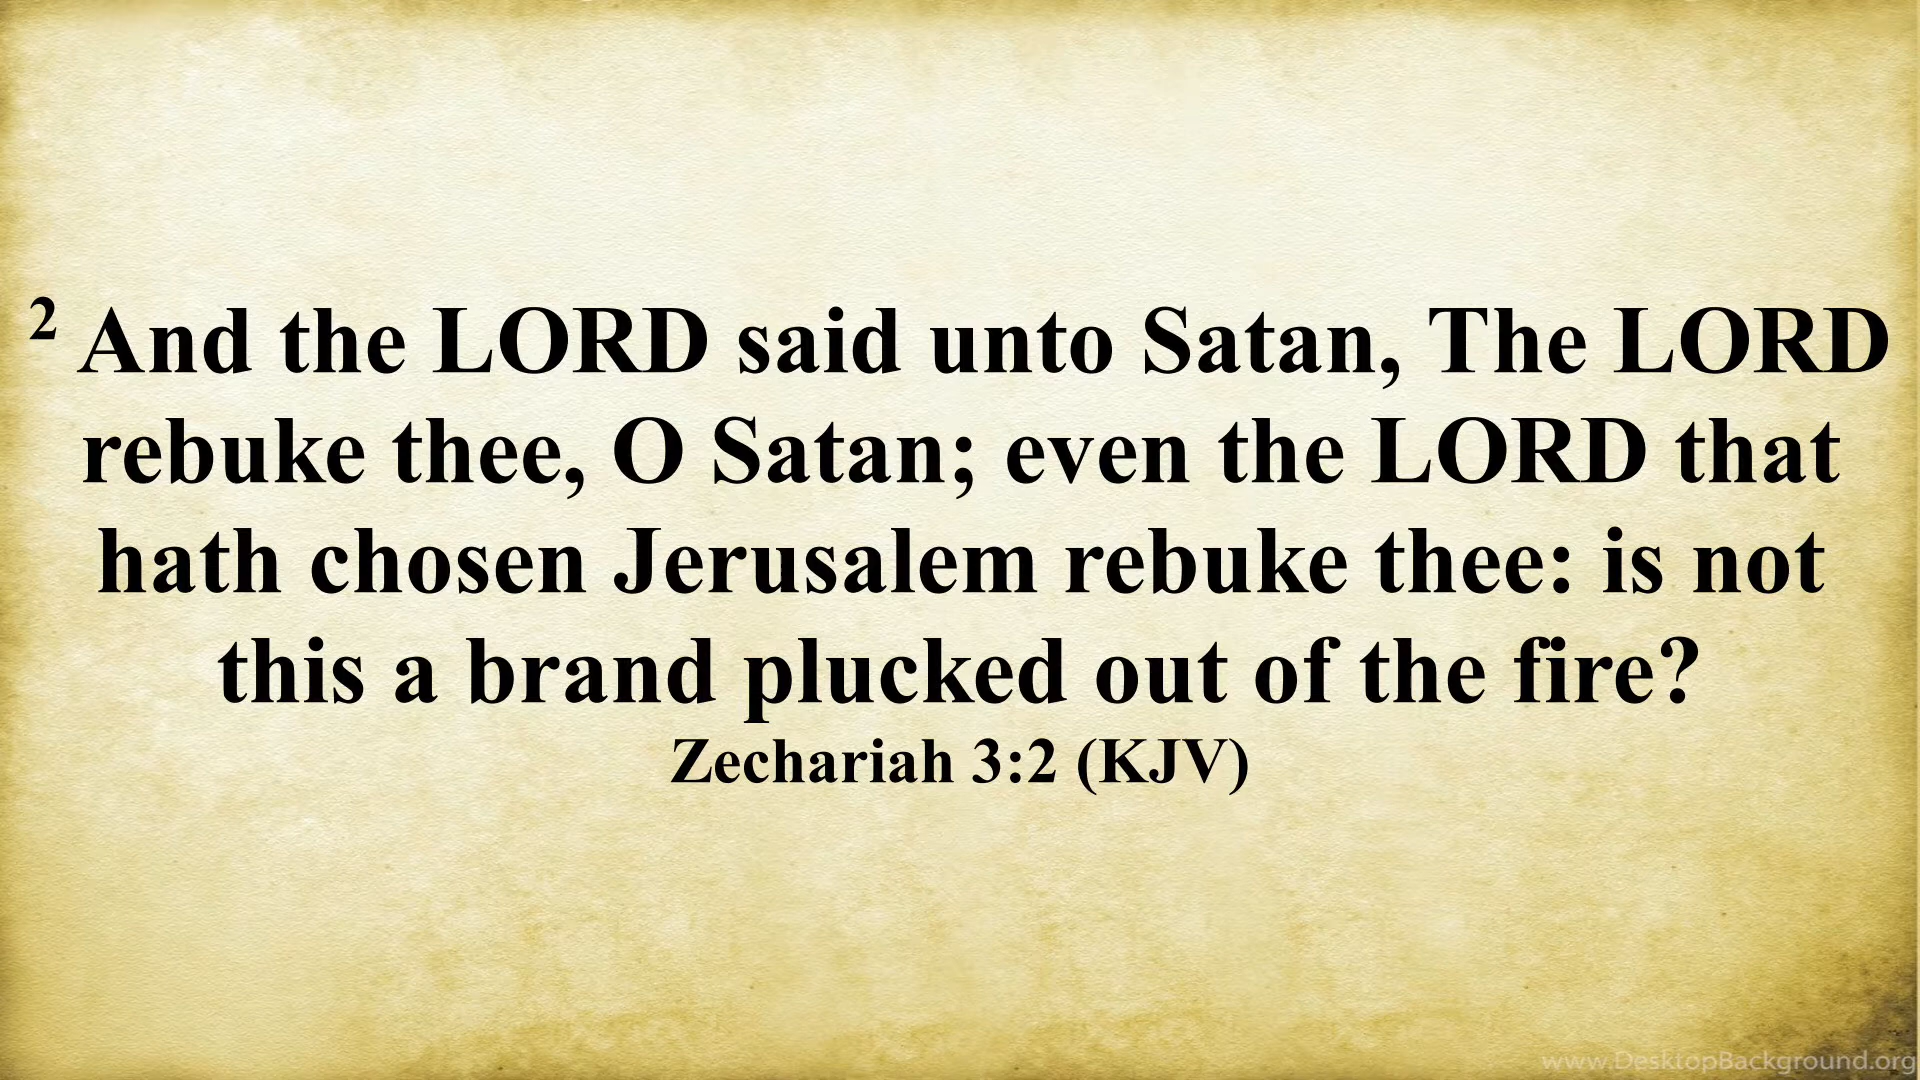 2 And the LORD said unto Satan, The LORD
rebuke thee, O Satan; even the LORD that
hath chosen Jerusalem rebuke thee: is not
this a brand plucked out of the fire?
Zechariah 3:2 (KJV)
www.DesktopBackground.org